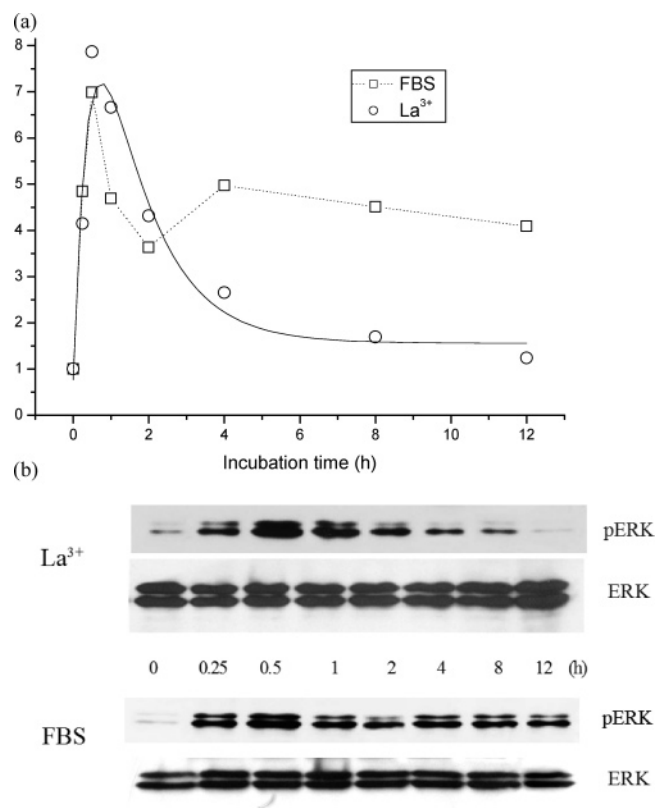 (a)
8
7
6
5
4
3
2
1
0
FBS
La³⁺
0 2 4 6 8 10 12
Incubation time (h)
(b)
La³⁺
pERK
ERK
0 0.25 0.5 1 2 4 8 12 (h)
FBS
pERK
ERK